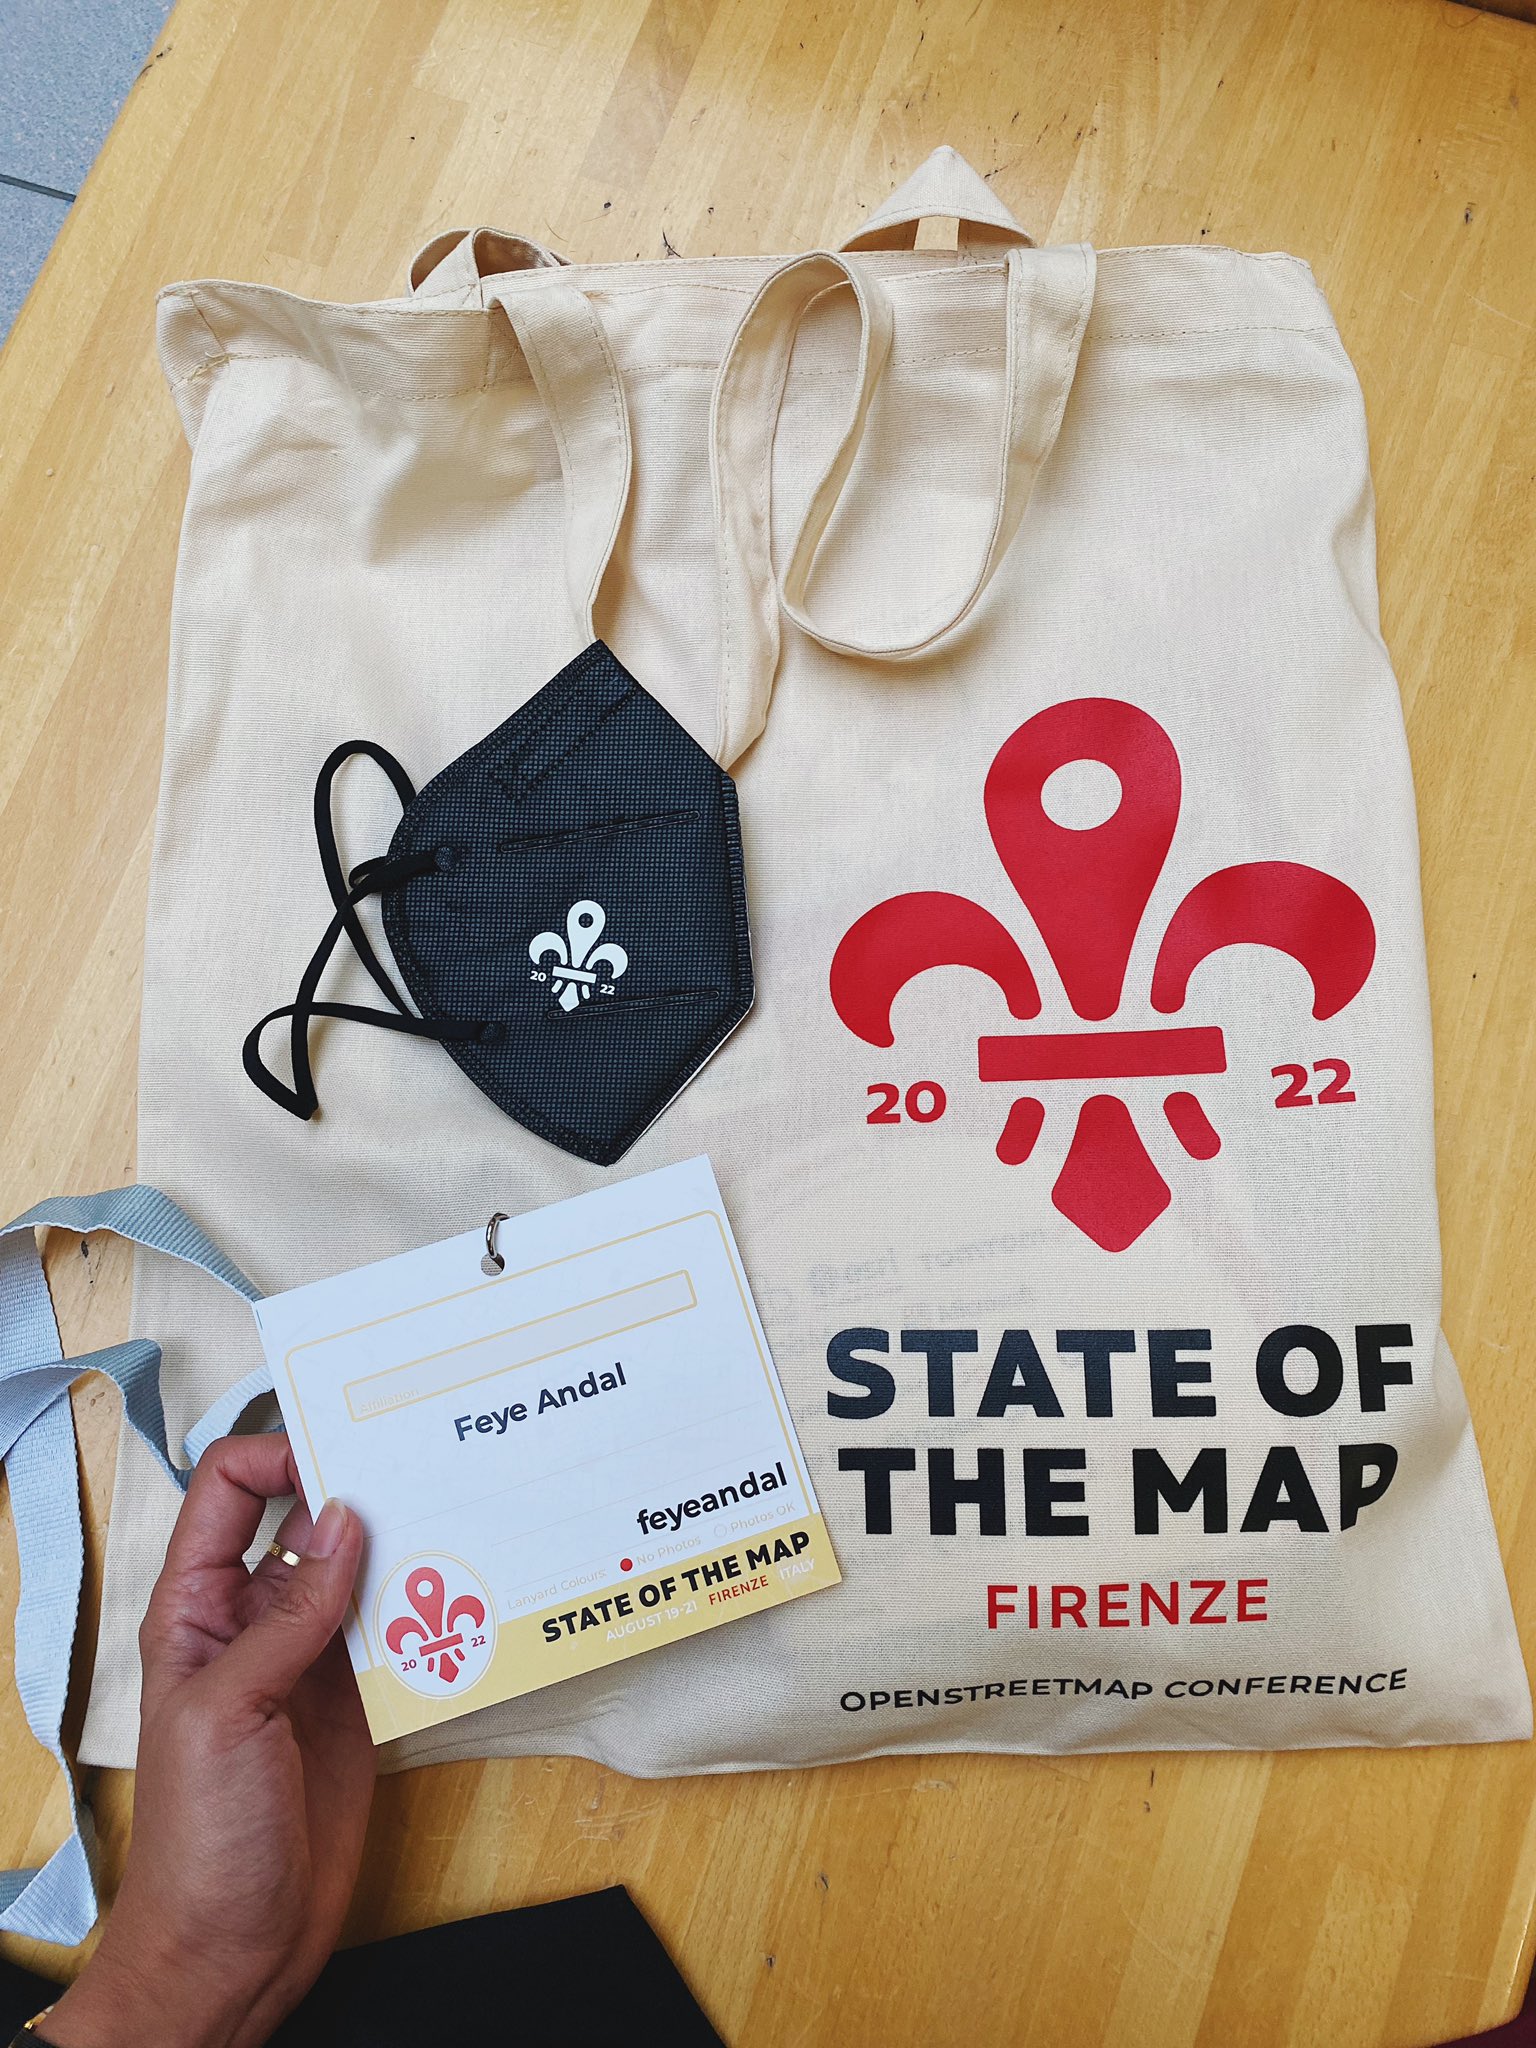 20 22
20 22
STATE OF
THE MAP
FIRENZE
OPENSTREETMAP CONFERENCE
Affiliation
Feye Andal
feyeandal
Lanyard Colours: No Photos Photos OK
STATE OF THE MAP
AUGUST 19-21 FIRENZE ITALY
20 22